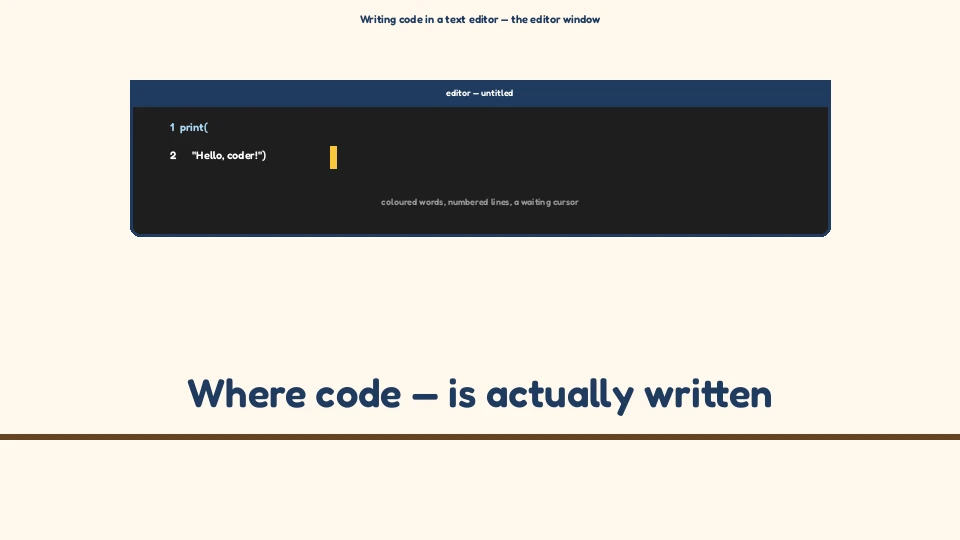 Writing code in a text editor — the editor window
editor — untitled
1 print(
2 "Hello, coder!")
coloured words, numbered lines, a waiting cursor
Where code — is actually written